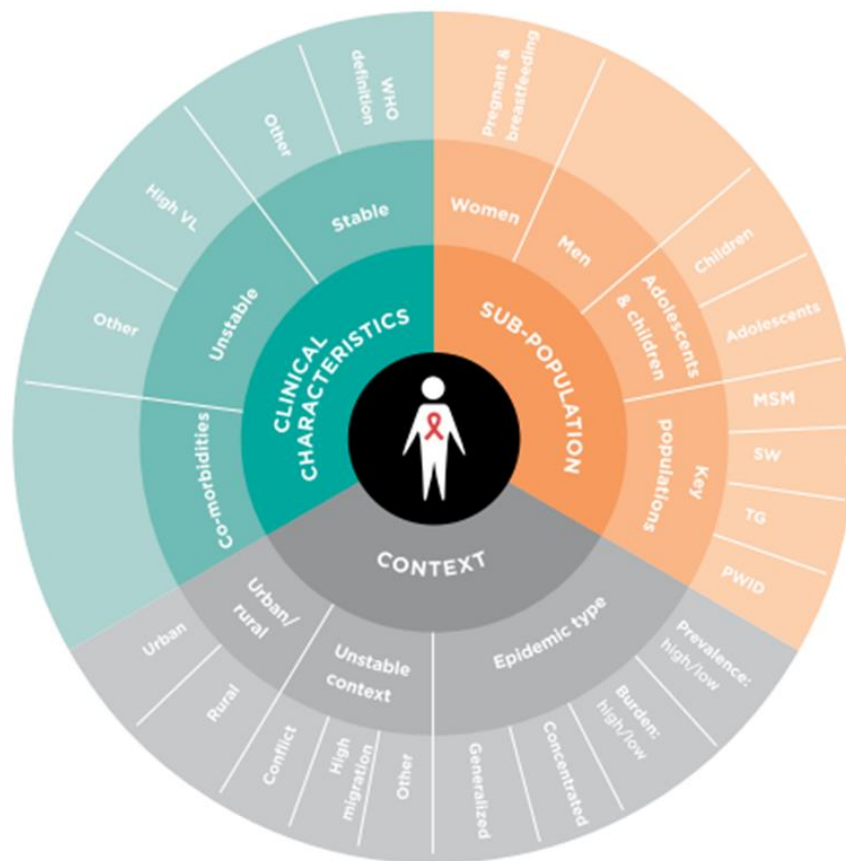 CLINICAL
CHARACTERISTICS
Stable
WHO
definition
Other
Unstable
High VL
Other
Co-morbidities
SUB-POPULATION
Women
Pregnant &
breastfeeding
Men
Adolescents
& children
Children
Adolescents
Key
populations
MSM
SW
TG
PWID
CONTEXT
Urban/
rural
Urban
Rural
Unstable
context
Conflict
High
migration
Other
Epidemic type
Generalized
Concentrated
Burden:
high/low
Prevalence:
high/low